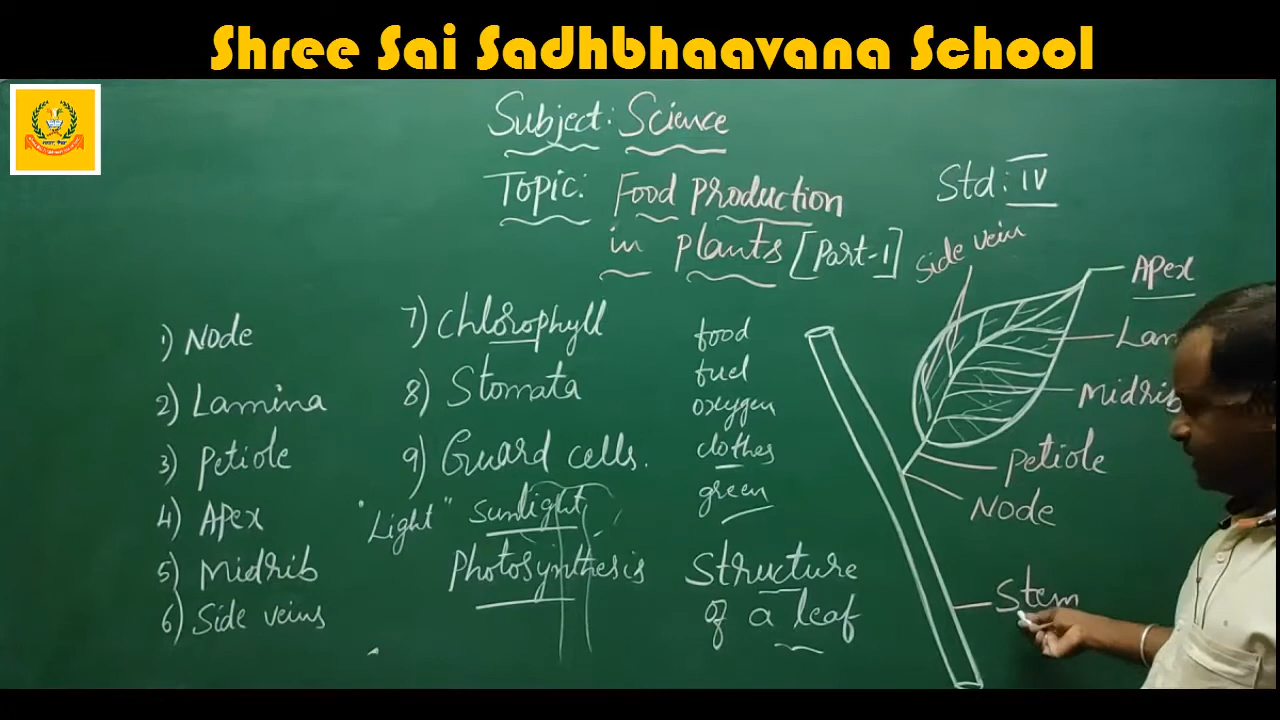 Shree Sai Sadhbhaavana School
Subject: Science
Topic: Food Production
in plants [Part-1]
Std: IV
1) Node
2) Lamina
3) Petiole
4) Apex
5) Midrib
6) Side veins
7) Chlorophyll
8) Stomata
9) Guard cells.
"Light" sunlight
Photosynthesis
food
fuel
oxygen
clothes
green
Structure
of a leaf
Side vein
Apex
Lam
Midrib
Petiole
Node
Stem